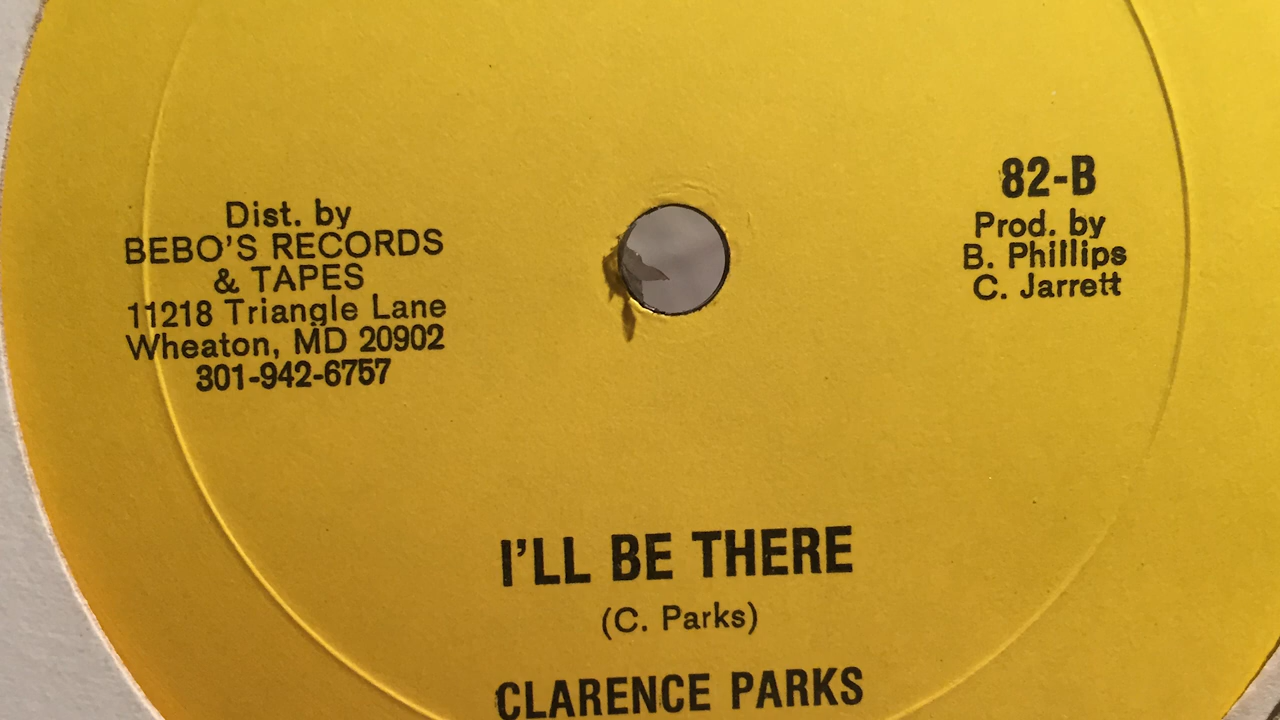 Dist. by
BEBO'S RECORDS
& TAPES
11218 Triangle Lane
Wheaton, MD 20902
301-942-6757
82-B
Prod. by
B. Phillips
C. Jarrett
I'LL BE THERE
(C. Parks)
CLARENCE PARKS